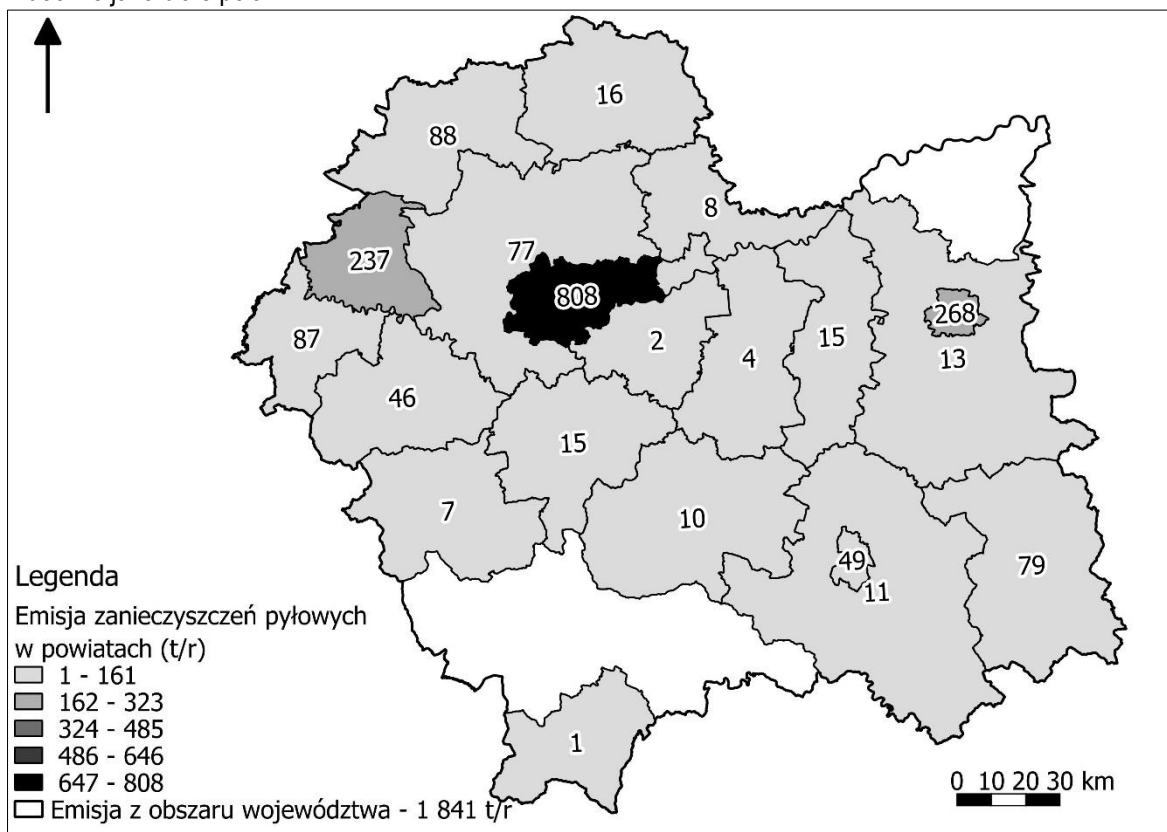 16
88
8
77
237
808
268
87
2
15
4
13
46
15
7
10
49
79
11
Legenda
Emisja zanieczyszczeń pyłowych
w powiatach (t/r)
1 - 161
162 - 323
324 - 485
486 - 646
647 - 808
Emisja z obszaru województwa - 1 841 t/r
1
0 10 20 30 km